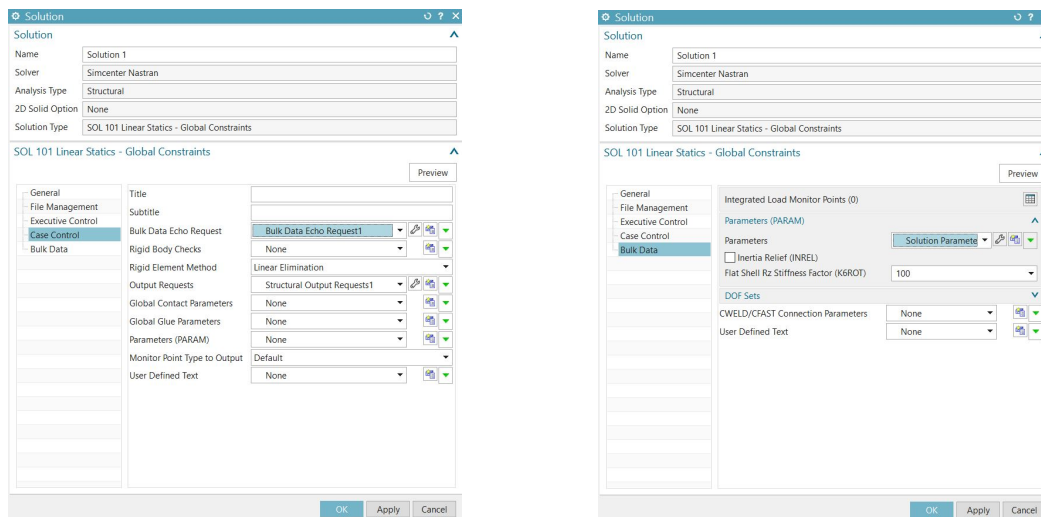 Solution
Solution
Name Solution 1
Solver Simcenter Nastran
Analysis Type Structural
2D Solid Option None
Solution Type SOL 101 Linear Statics - Global Constraints
SOL 101 Linear Statics - Global Constraints
Preview
General
File Management
Executive Control
Case Control
Bulk Data
Title
Subtitle
Bulk Data Echo Request Bulk Data Echo Request1
Rigid Body Checks None
Rigid Element Method Linear Elimination
Output Requests Structural Output Requests1
Global Contact Parameters None
Global Glue Parameters None
Parameters (PARAM) None
Monitor Point Type to Output Default
User Defined Text None
OK Apply Cancel
Solution
Solution
Name Solution 1
Solver Simcenter Nastran
Analysis Type Structural
2D Solid Option None
Solution Type SOL 101 Linear Statics - Global Constraints
SOL 101 Linear Statics - Global Constraints
Preview
General
File Management
Executive Control
Case Control
Bulk Data
Integrated Load Monitor Points (0)
Parameters (PARAM)
Parameters Solution Paramete
Inertia Relief (INREL)
Flat Shell Rz Stiffness Factor (K6ROT) 100
DOF Sets
CWELD/CFAST Connection Parameters None
User Defined Text None
OK Apply Cancel